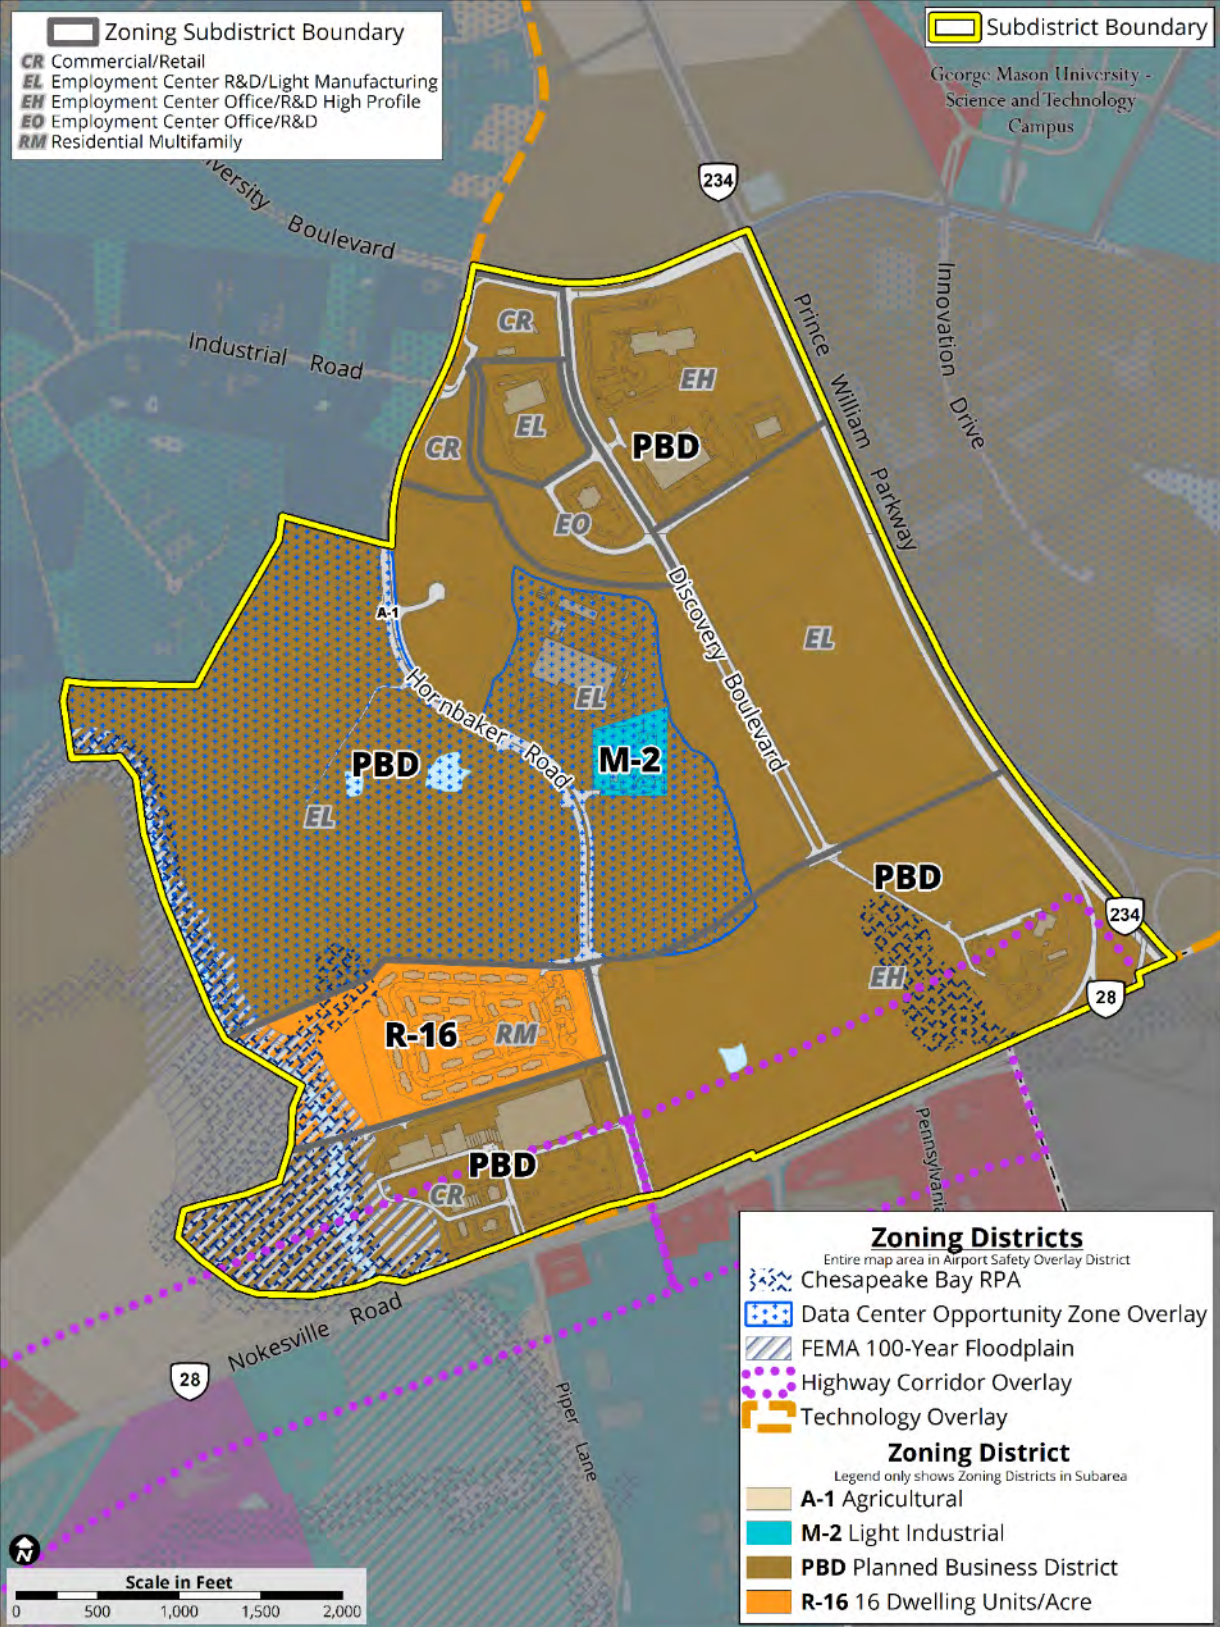 Zoning Subdistrict Boundary
CR Commercial/Retail
EL Employment Center R&D/Light Manufacturing
EH Employment Center Office/R&D High Profile
EO Employment Center Office/R&D
RM Residential Multifamily
Subdistrict Boundary
George Mason University -
Science and Technology
Campus
234
Boulevard
Industrial Road
Innovation Drive
Prince William Parkway
CR
EH
EL
CR
PBD
EO
A-1
Discovery Boulevard
EL
Hornbaker Road
EL
M-2
PBD
EL
PBD
234
EH
28
R-16
RM
PBD
CR
Nokesville Road
28
Piper Lane
Zoning Districts
Entire map area in Airport Safety Overlay District
Chesapeake Bay RPA
Data Center Opportunity Zone Overlay
FEMA 100-Year Floodplain
Highway Corridor Overlay
Technology Overlay
Zoning District
Legend only shows Zoning Districts in Subarea
A-1 Agricultural
M-2 Light Industrial
PBD Planned Business District
R-16 16 Dwelling Units/Acre
N
Scale in Feet
0 500 1,000 1,500 2,000